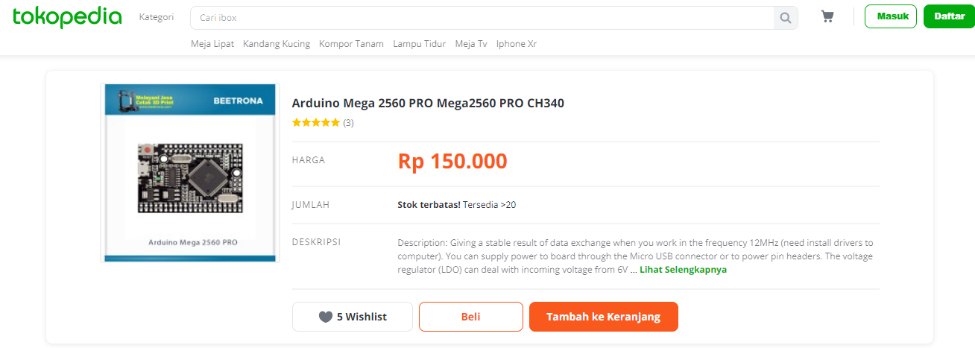 tokopedia
Kategori
Cari ibox
Masuk
Daftar
Meja Lipat Kandang Kucing Kompor Tanam Lampu Tidur Meja Tv Iphone Xr
Melayani Jasa
Cetak 3D Print
BEETRONA
Arduino Mega 2560 PRO
Arduino Mega 2560 PRO Mega2560 PRO CH340
(3)
HARGA
Rp 150.000
JUMLAH
Stok terbatas! Tersedia >20
DESKRIPSI
Description: Giving a stable result of data exchange when you work in the frequency 12MHz (need install drivers to
computer). You can supply power to board through the Micro USB connector or to power pin headers. The voltage
regulator (LDO) can deal with incoming voltage from 6V ... Lihat Selengkapnya
5 Wishlist
Beli
Tambah ke Keranjang